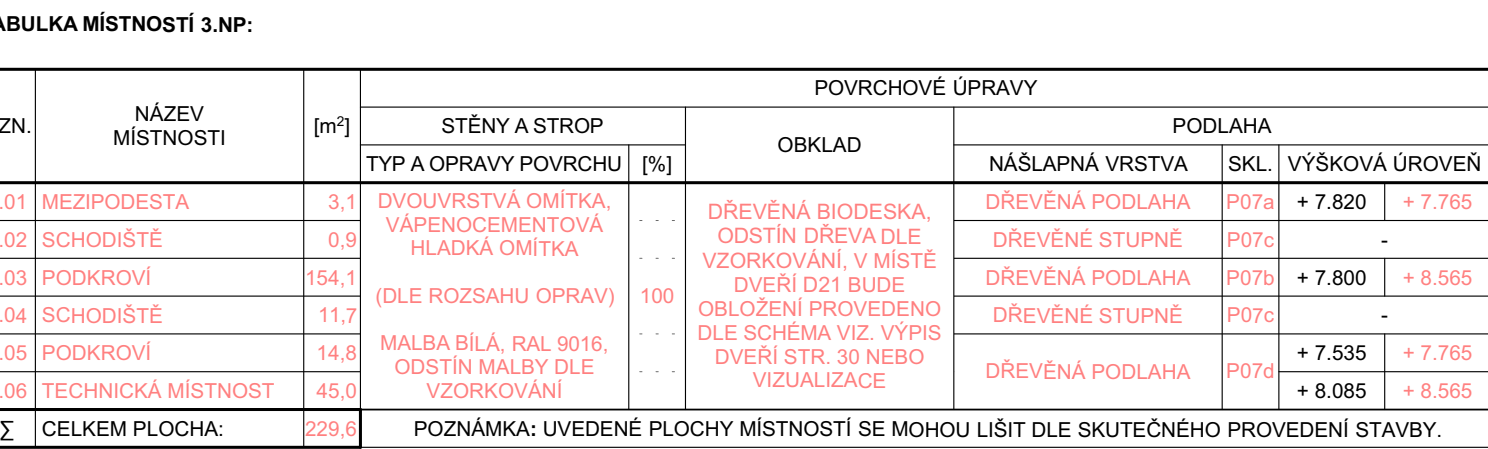 ABULKA MÍSTNOSTÍ 3.NP:
POVRCHOVÉ ÚPRAVY
ZN. NÁZEV MÍSTNOSTI [m²] STĚNY A STROP OBKLAD PODLAHA
TYP A OPRAVY POVRCHU [%] NÁŠLAPNÁ VRSTVA SKL. VÝŠKOVÁ ÚROVEŇ
.01 MEZIPODESTA 3,1
.02 SCHODIŠTĚ 0,9
.03 PODKROVÍ 154,1
.04 SCHODIŠTĚ 11,7
.05 PODKROVÍ 14,8
.06 TECHNICKÁ MÍSTNOST 45,0
DVOUVRSTVÁ OMÍTKA,
VÁPENOCEMENTOVÁ
HLADKÁ OMÍTKA
(DLE ROZSAHU OPRAV)
MALBA BÍLÁ, RAL 9016,
ODSTÍN MALBY DLE
VZORKOVÁNÍ
- - -
- - -
100
- - -
- - -
DŘEVĚNÁ BIODESKA,
ODSTÍN DŘEVA DLE
VZORKOVÁNÍ, V MÍSTĚ
DVEŘÍ D21 BUDE
OBLOŽENÍ PROVEDENO
DLE SCHÉMA VIZ. VÝPIS
DVEŘÍ STR. 30 NEBO
VIZUALIZACE
DŘEVĚNÁ PODLAHA P07a + 7.820 + 7.765
DŘEVĚNÉ STUPNĚ P07c -
DŘEVĚNÁ PODLAHA P07b + 7.800 + 8.565
DŘEVĚNÉ STUPNĚ P07c -
DŘEVĚNÁ PODLAHA P07d + 7.535 + 7.765
+ 8.085 + 8.565
∑ CELKEM PLOCHA: 229,6 POZNÁMKA: UVEDENÉ PLOCHY MÍSTNOSTÍ SE MOHOU LIŠIT DLE SKUTEČNÉHO PROVEDENÍ STAVBY.